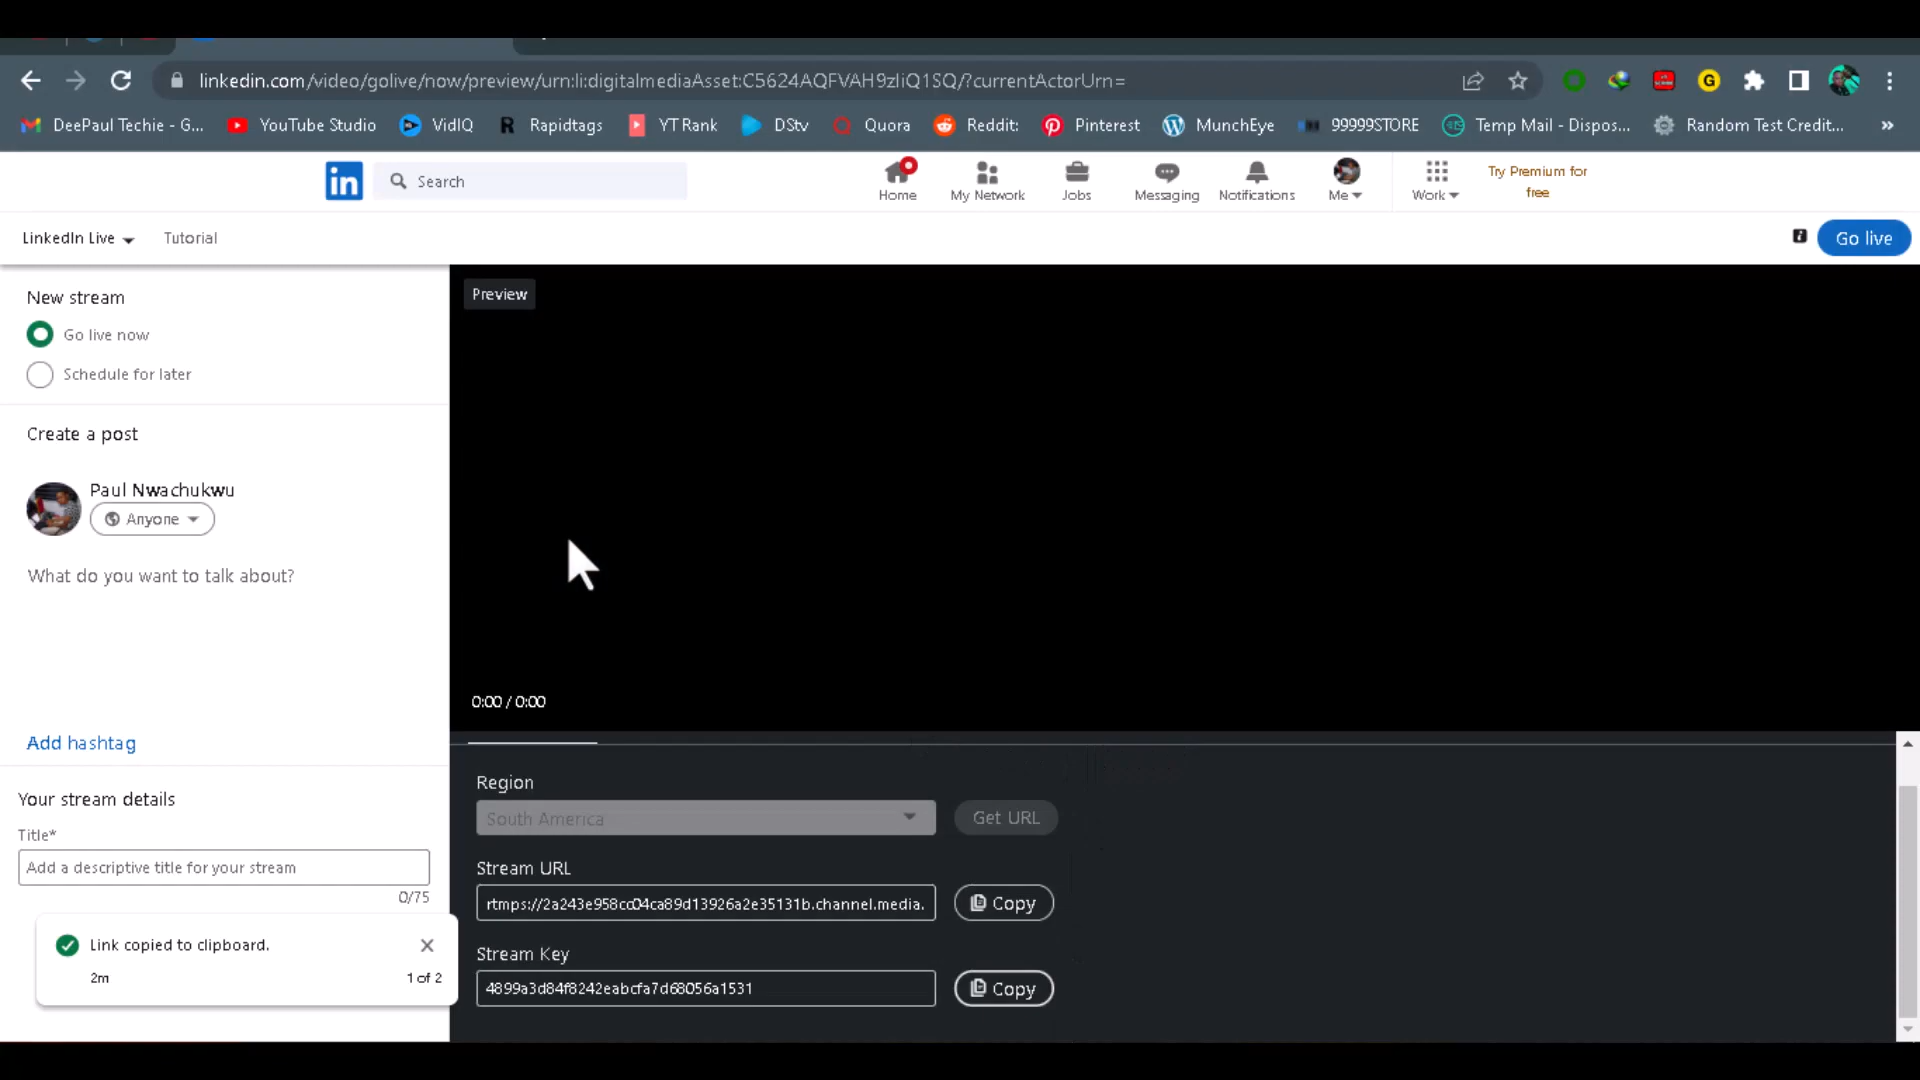 linkedin.com/video/golive/now/preview/urn:li:digitalmediaAsset:C5624AQFVAH9zIiQ1SQ/?currentActorUrn=
DeePaul Techie - G... YouTube Studio VidIQ Rapidtags YT Rank DStv Quora Reddit: Pinterest MunchEye 99999STORE Temp Mail - Dispos... Random Test Credit... »
in Search Home My Network Jobs Messaging Notifications Me Work Try Premium for
free
LinkedIn Live Tutorial Go live
New stream
Go live now
Schedule for later
Create a post
Paul Nwachukwu
Anyone
What do you want to talk about?
Add hashtag
Your stream details
Title*
Add a descriptive title for your stream
0/75
Link copied to clipboard.
2m 1 of 2
Preview
0:00 / 0:00
Region
South America Get URL
Stream URL
rtmps://2a243e958cc04ca89d13926a2e35131b.channel.media. Copy
Stream Key
4899a3d84f8242eabcfa7d68056a1531 Copy